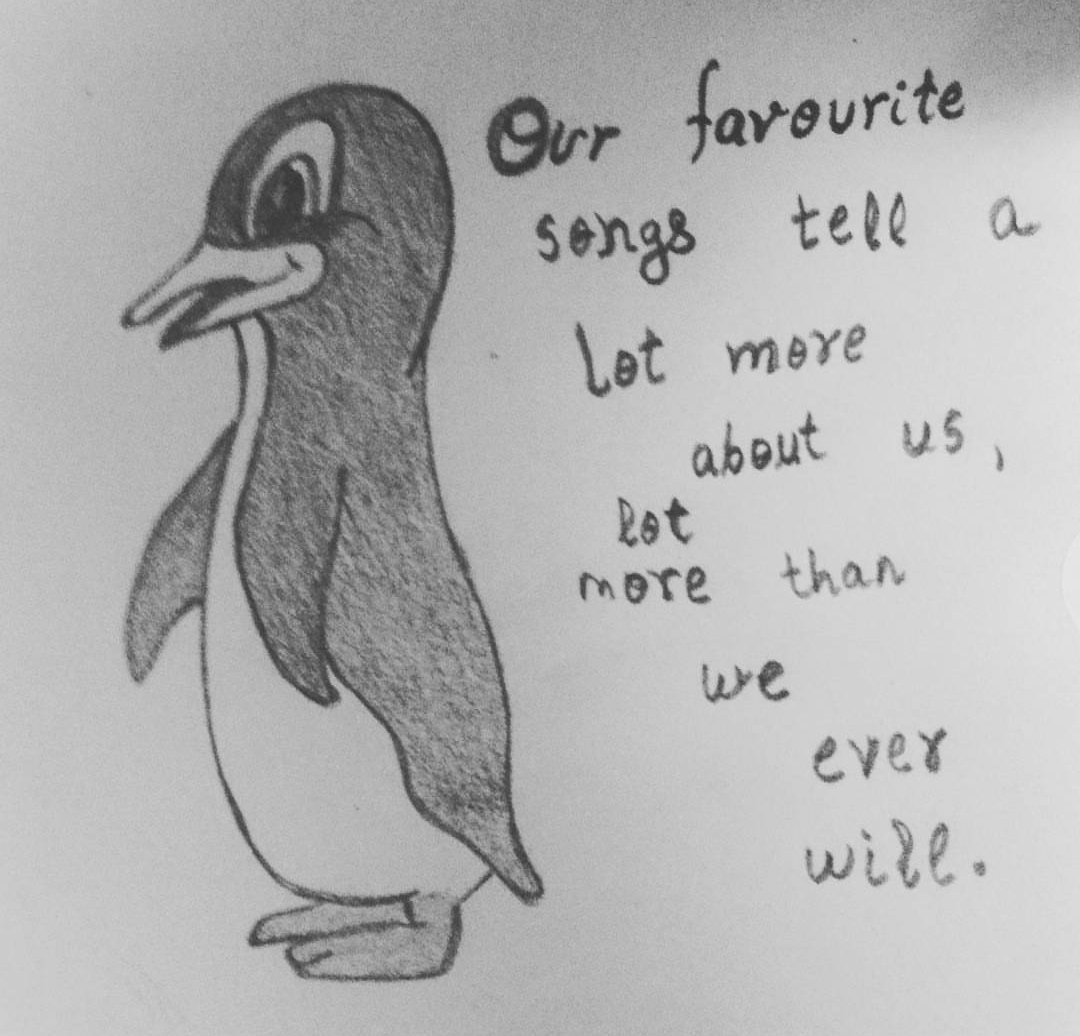 Our favourite
songs tell a
lot more
about us,
lot
more than
we
ever
will.